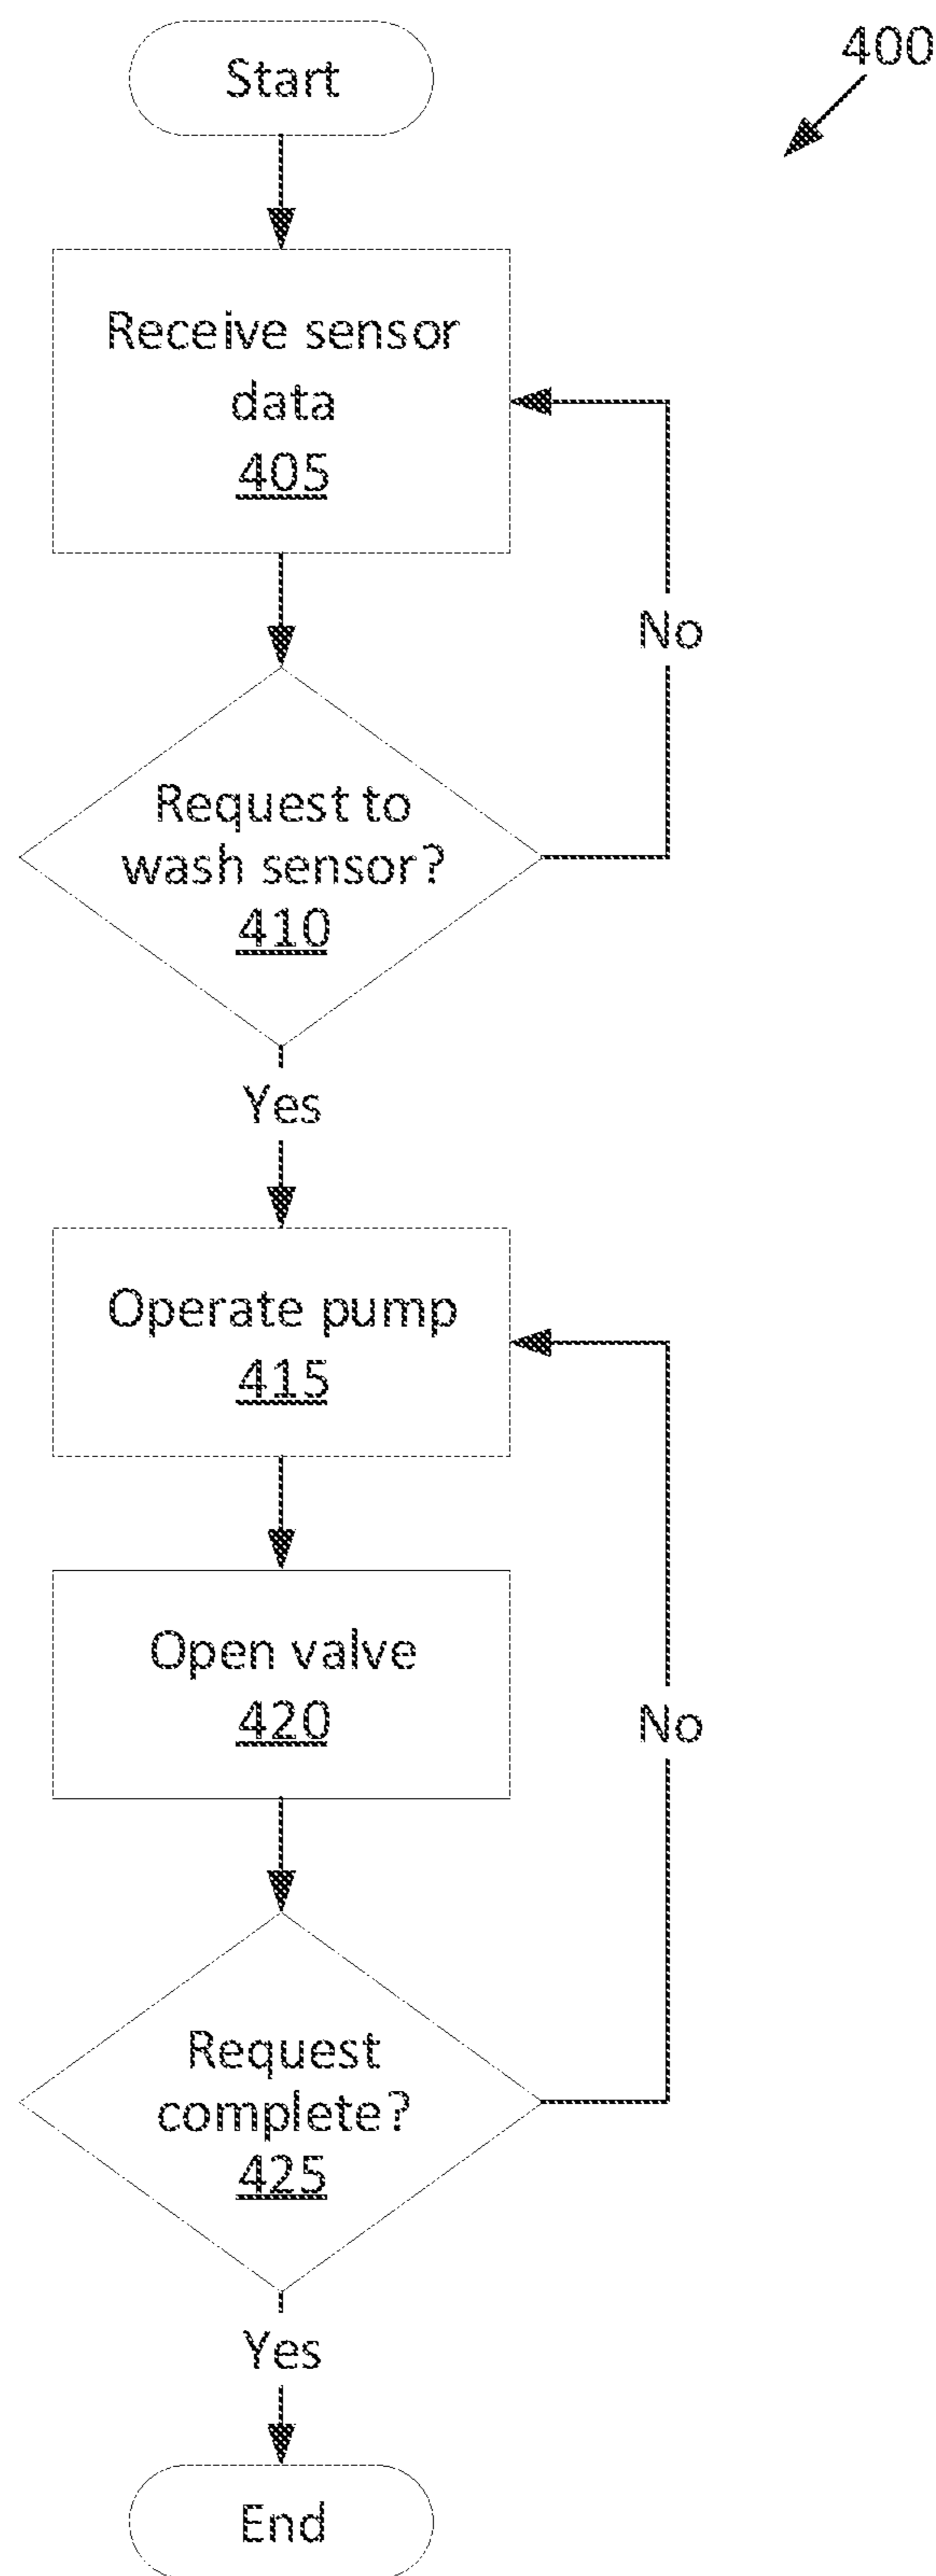 400
Start
Receive sensor
data
405
No
Request to
wash sensor?
410
Yes
Operate pump
415
Open valve
420
No
Request
complete?
425
Yes
End